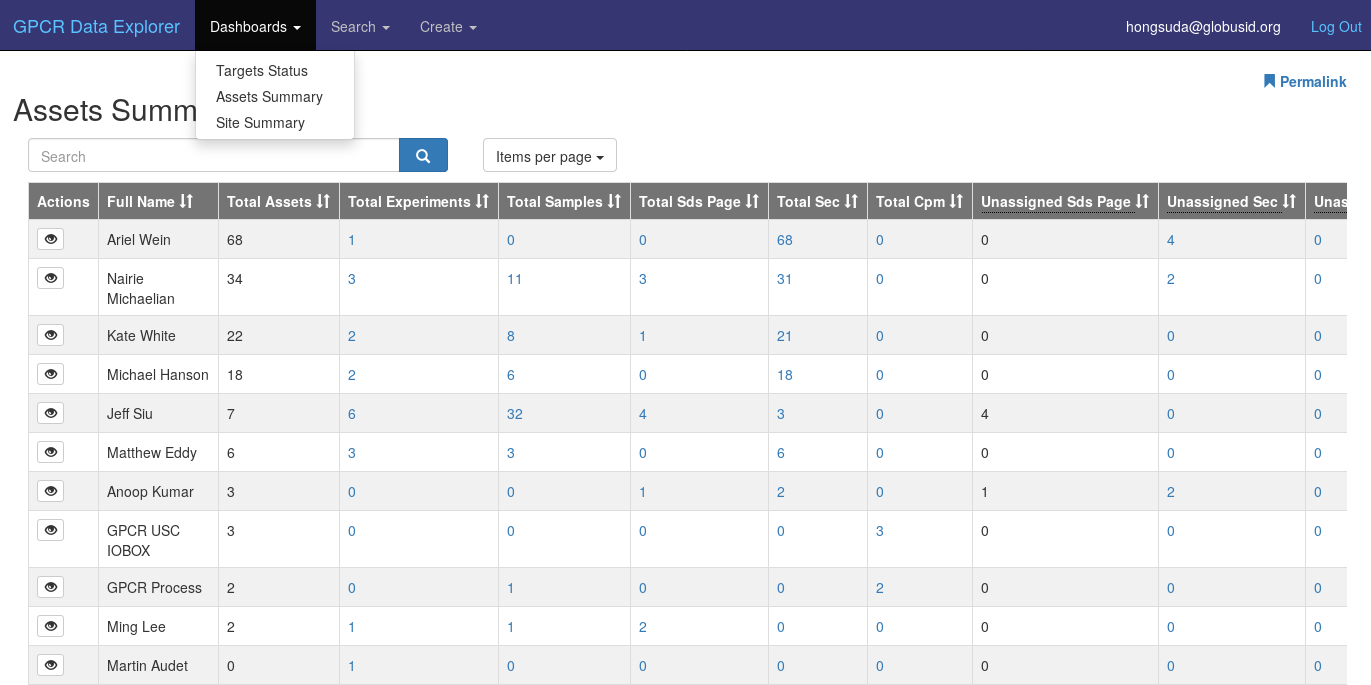 GPCR Data Explorer Dashboards Search Create hongsuda@globusid.org Log Out
Targets Status
Assets Summary
Site Summary
Permalink
Assets Summ
Search Items per page
Actions Full Name Total Assets Total Experiments Total Samples Total Sds Page Total Sec Total Cpm Unassigned Sds Page Unassigned Sec Unas
Ariel Wein 68 1 0 0 68 0 0 4 0
Nairie 34 3 11 3 31 0 0 2 0
Michaelian
Kate White 22 2 8 1 21 0 0 0 0
Michael Hanson 18 2 6 0 18 0 0 0 0
Jeff Siu 7 6 32 4 3 0 4 0 0
Matthew Eddy 6 3 3 0 6 0 0 0 0
Anoop Kumar 3 0 0 1 2 0 1 2 0
GPCR USC 3 0 0 0 0 3 0 0 0
IOBOX
GPCR Process 2 0 1 0 0 2 0 0 0
Ming Lee 2 1 1 2 0 0 0 0 0
Martin Audet 0 1 0 0 0 0 0 0 0